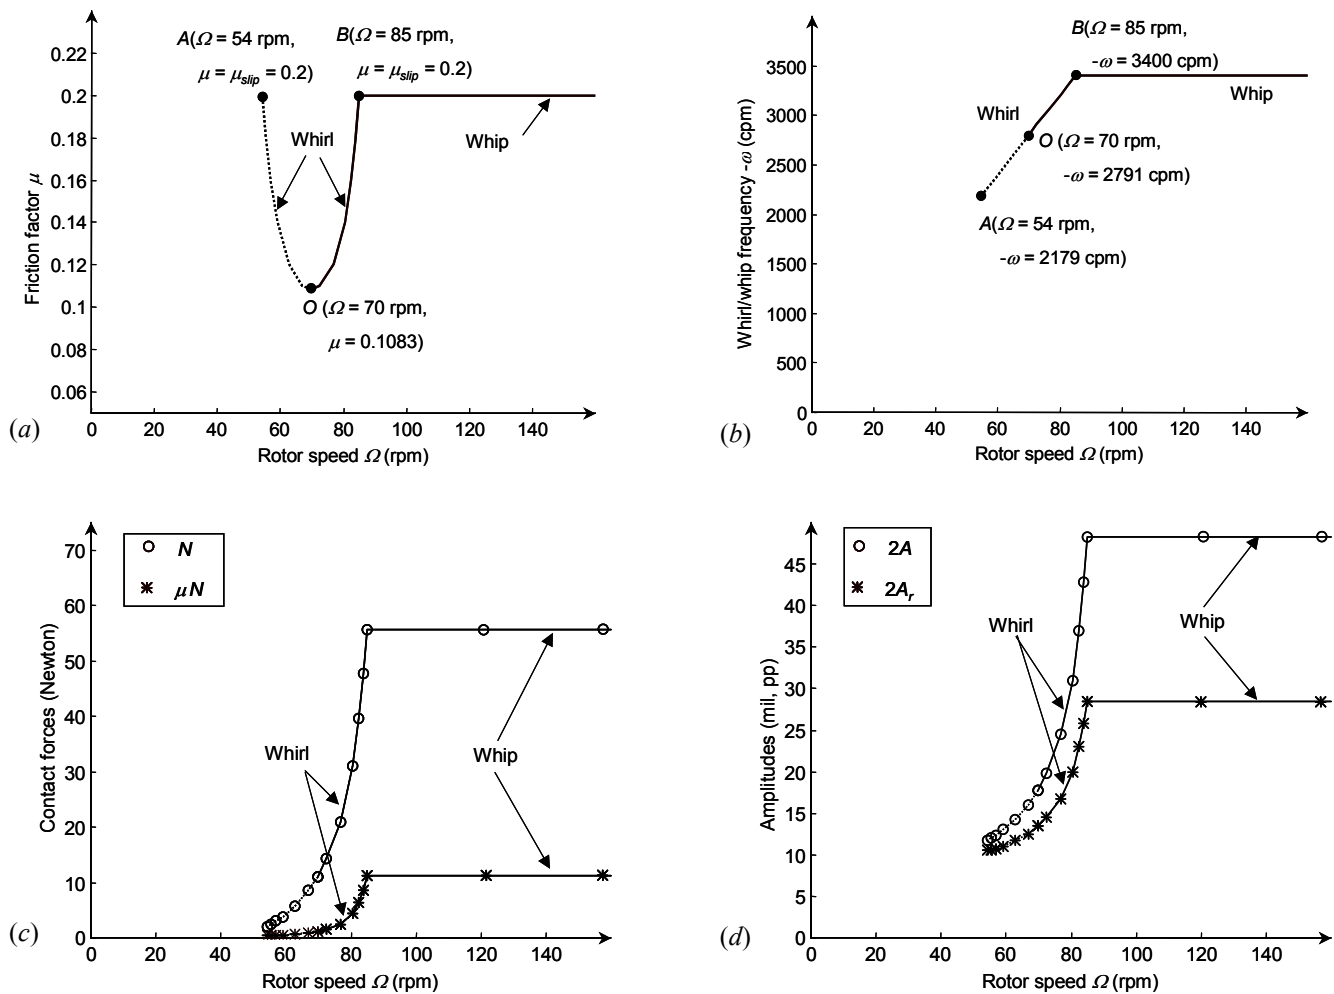 A(Ω = 54 rpm,
μ = μslip = 0.2)
B(Ω = 85 rpm,
μ = μslip = 0.2)
0.22
0.2
0.18
0.16
0.14
0.12
0.1
0.08
0.06
0
Friction factor μ
Whirl
Whip
O (Ω = 70 rpm,
μ = 0.1083)
0 20 40 60 80 100 120 140
Rotor speed Ω (rpm)
(a)
B(Ω = 85 rpm,
-ω = 3400 cpm)
3500
3000
2500
2000
2500
3500
1000
500
0
Whirl/whip frequency -ω (cpm)
Whirl
Whip
O (Ω = 70 rpm,
-ω = 2791 cpm)
A(Ω = 54 rpm,
-ω = 2179 cpm)
0 20 40 60 80 100 120 140
Rotor speed Ω (rpm)
(b)
N
μN
70
60
50
40
30
20
10
0
Contact forces (Newton)
Whirl
Whip
0 20 40 60 80 100 120 140
Rotor speed Ω (rpm)
(c)
2A
2Ar
45
40
35
30
25
20
15
10
5
0
Amplitudes (mil, pp)
Whirl
Whip
0 20 40 60 80 100 120 140
Rotor speed Ω (rpm)
(d)